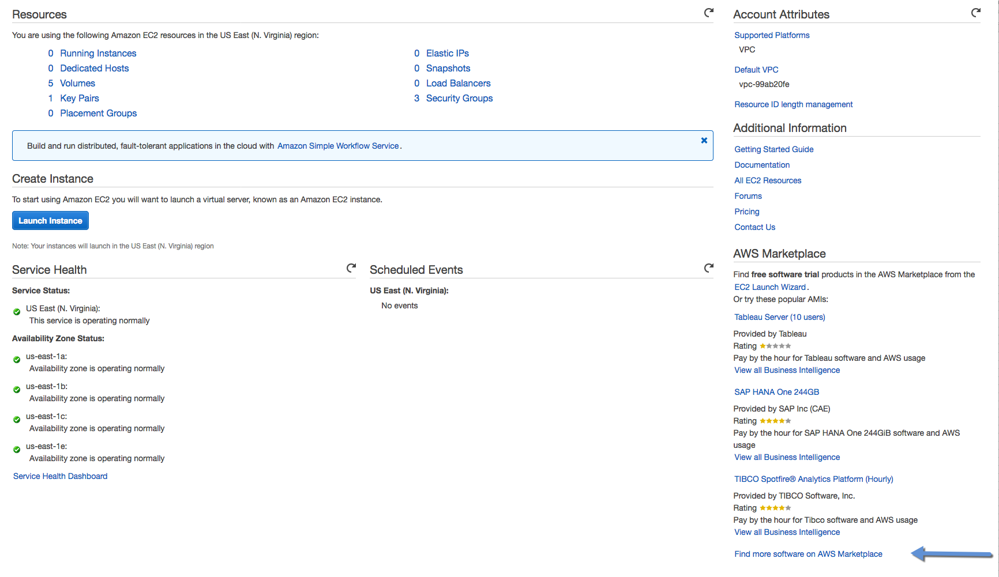 Resources
You are using the following Amazon EC2 resources in the US East (N. Virginia) region:
0 Running Instances
0 Dedicated Hosts
5 Volumes
1 Key Pairs
0 Placement Groups
0 Elastic IPs
0 Snapshots
0 Load Balancers
3 Security Groups
Build and run distributed, fault-tolerant applications in the cloud with Amazon Simple Workflow Service.
Create Instance
To start using Amazon EC2 you will want to launch a virtual server, known as an Amazon EC2 instance.
Launch Instance
Note: Your instances will launch in the US East (N. Virginia) region
Service Health
Service Status:
US East (N. Virginia):
This service is operating normally
Availability Zone Status:
us-east-1a:
Availability zone is operating normally
us-east-1b:
Availability zone is operating normally
us-east-1c:
Availability zone is operating normally
us-east-1e:
Availability zone is operating normally
Service Health Dashboard
Scheduled Events
US East (N. Virginia):
No events
Account Attributes
Supported Platforms
VPC
Default VPC
vpc-99ab20fe
Resource ID length management
Additional Information
Getting Started Guide
Documentation
All EC2 Resources
Forums
Pricing
Contact Us
AWS Marketplace
Find free software trial products in the AWS Marketplace from the
EC2 Launch Wizard.
Or try these popular AMIs:
Tableau Server (10 users)
Provided by Tableau
Rating
Pay by the hour for Tableau software and AWS usage
View all Business Intelligence
SAP HANA One 244GB
Provided by SAP Inc (CAE)
Rating
Pay by the hour for SAP HANA One 244GiB software and AWS
usage
View all Business Intelligence
TIBCO Spotfire® Analytics Platform (Hourly)
Provided by TIBCO Software, Inc.
Rating
Pay by the hour for Tibco software and AWS usage
View all Business Intelligence
Find more software on AWS Marketplace